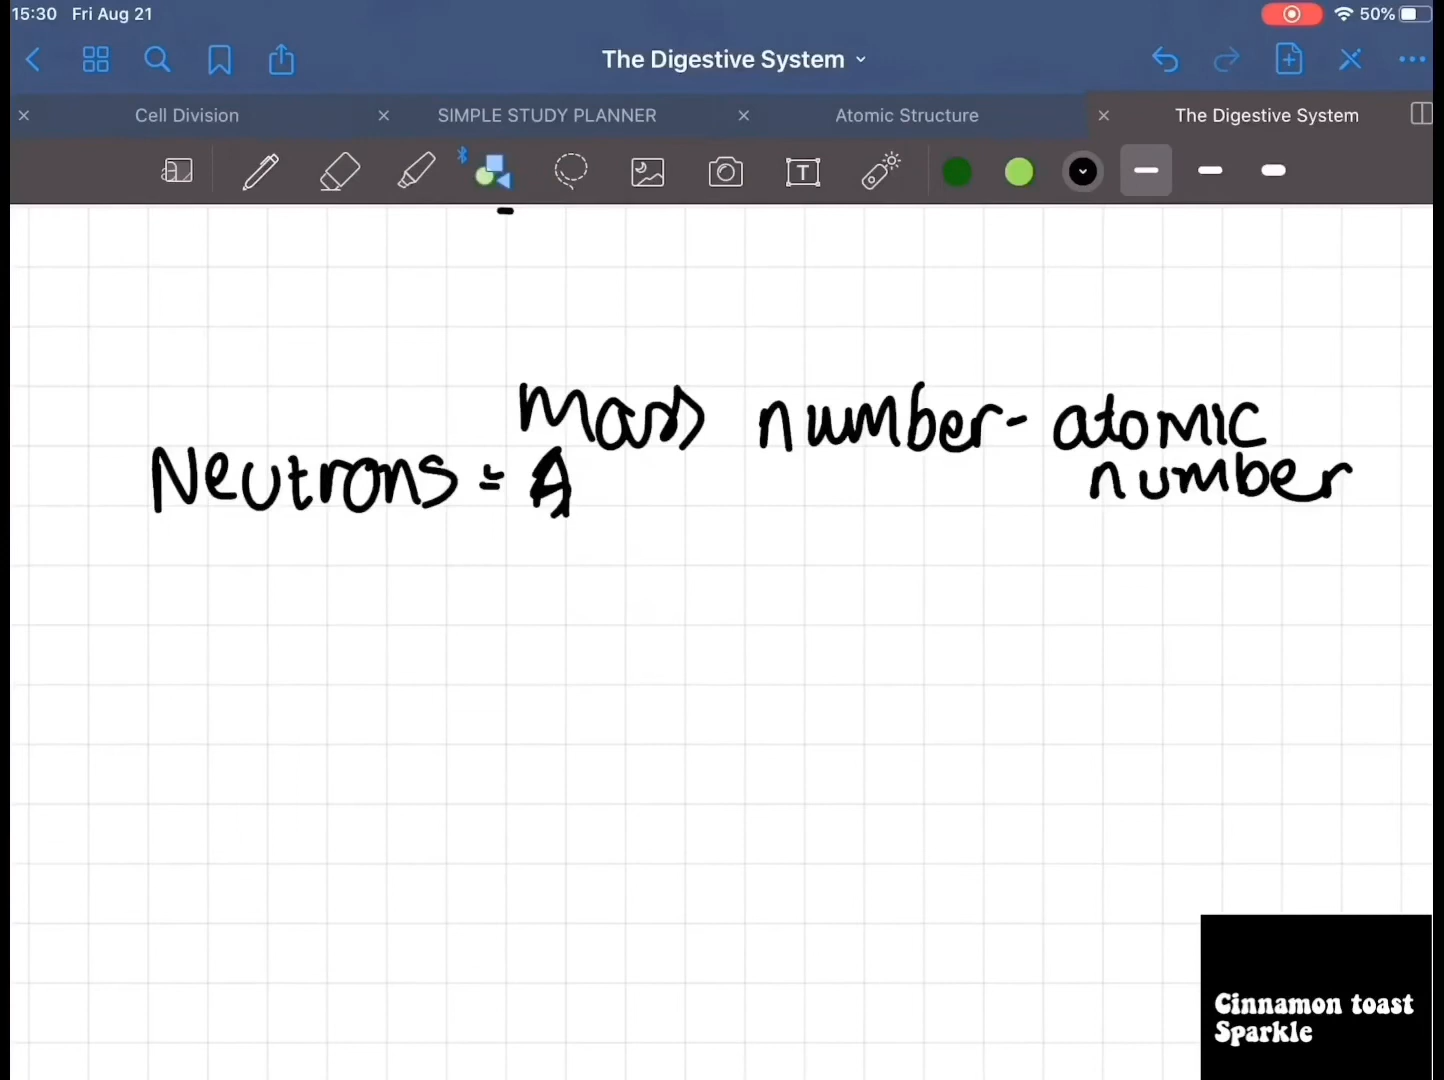 15:30 Fri Aug 21
50%
The Digestive System
Cell Division
SIMPLE STUDY PLANNER
Atomic Structure
The Digestive System
T
Mass number - atomic
Neutrons = A
number
Cinnamon toast
Sparkle